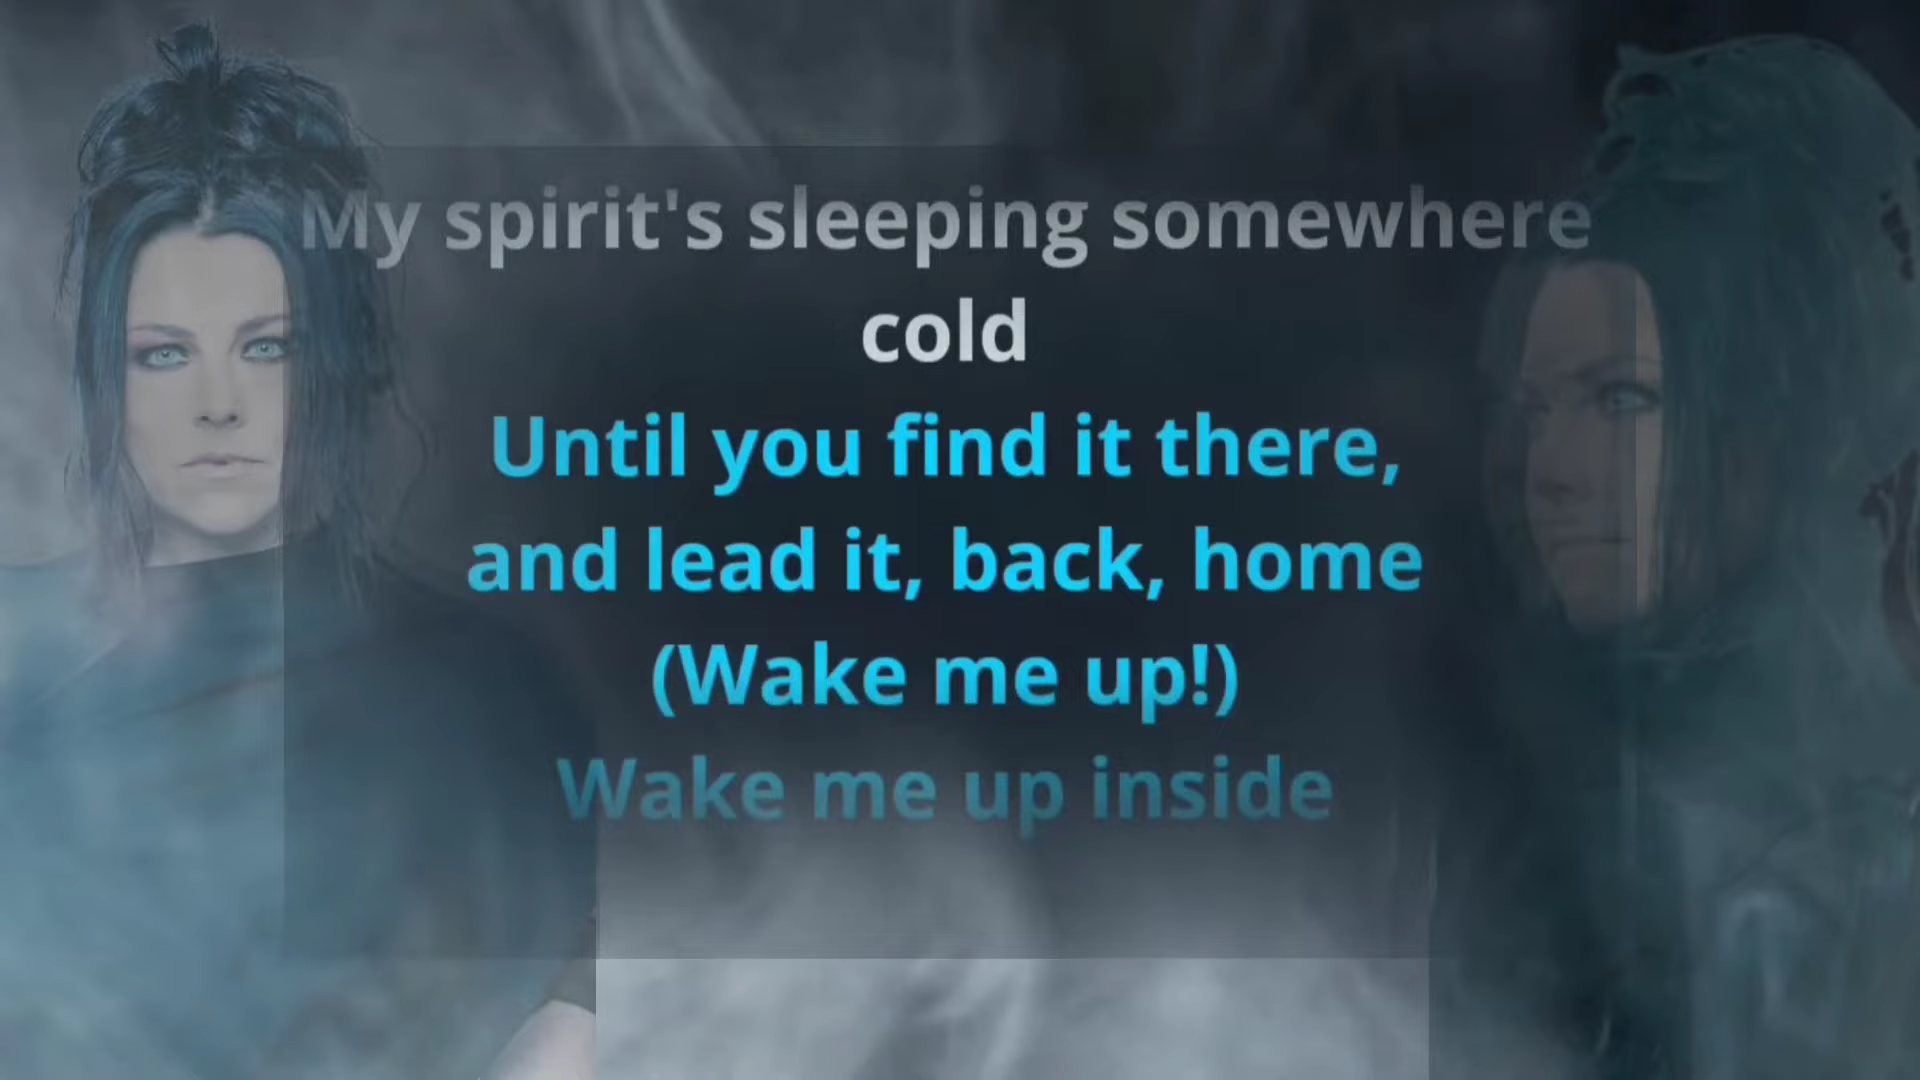 My spirit's sleeping somewhere
cold
Until you find it there,
and lead it, back, home
(Wake me up!)
Wake me up inside